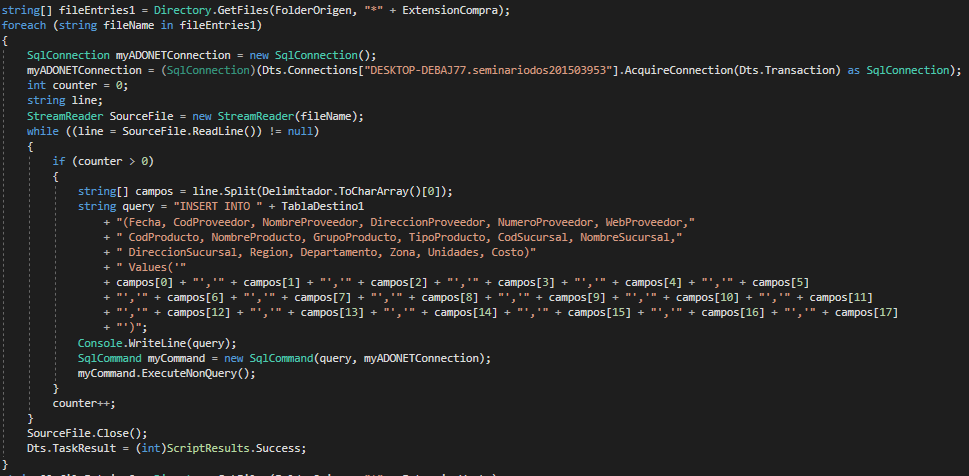 string[] fileEntries1 = Directory.GetFiles(FolderOrigen, "*" + ExtensionCompra);
foreach (string fileName in fileEntries1)
{
SqlConnection myADONETConnection = new SqlConnection();
myADONETConnection = (SqlConnection)(Dts.Connections["DESKTOP-DEBAJ77.seminariodos201503953"].AcquireConnection(Dts.Transaction) as SqlConnection);
int counter = 0;
string line;
StreamReader SourceFile = new StreamReader(fileName);
while ((line = SourceFile.ReadLine()) != null)
{
if (counter > 0)
{
string[] campos = line.Split(Delimitador.ToCharArray()[0]);
string query = "INSERT INTO " + TablaDestino1
+ "(Fecha, CodProveedor, NombreProveedor, DireccionProveedor, NumeroProveedor, WebProveedor,"
+ " CodProducto, NombreProducto, GrupoProducto, TipoProducto, CodSucursal, NombreSucursal,"
+ " DireccionSucursal, Region, Departamento, Zona, Unidades, Costo)"
+ " Values('"
+ campos[0] + "','" + campos[1] + "','" + campos[2] + "','" + campos[3] + "','" + campos[4] + "','" + campos[5]
+ "','" + campos[6] + "','" + campos[7] + "','" + campos[8] + "','" + campos[9] + "','" + campos[10] + "','" + campos[11]
+ "','" + campos[12] + "','" + campos[13] + "','" + campos[14] + "','" + campos[15] + "','" + campos[16] + "','" + campos[17]
+ "')";
Console.WriteLine(query);
SqlCommand myCommand = new SqlCommand(query, myADONETConnection);
myCommand.ExecuteNonQuery();
}
counter++;
}
SourceFile.Close();
Dts.TaskResult = (int)ScriptResults.Success;
}